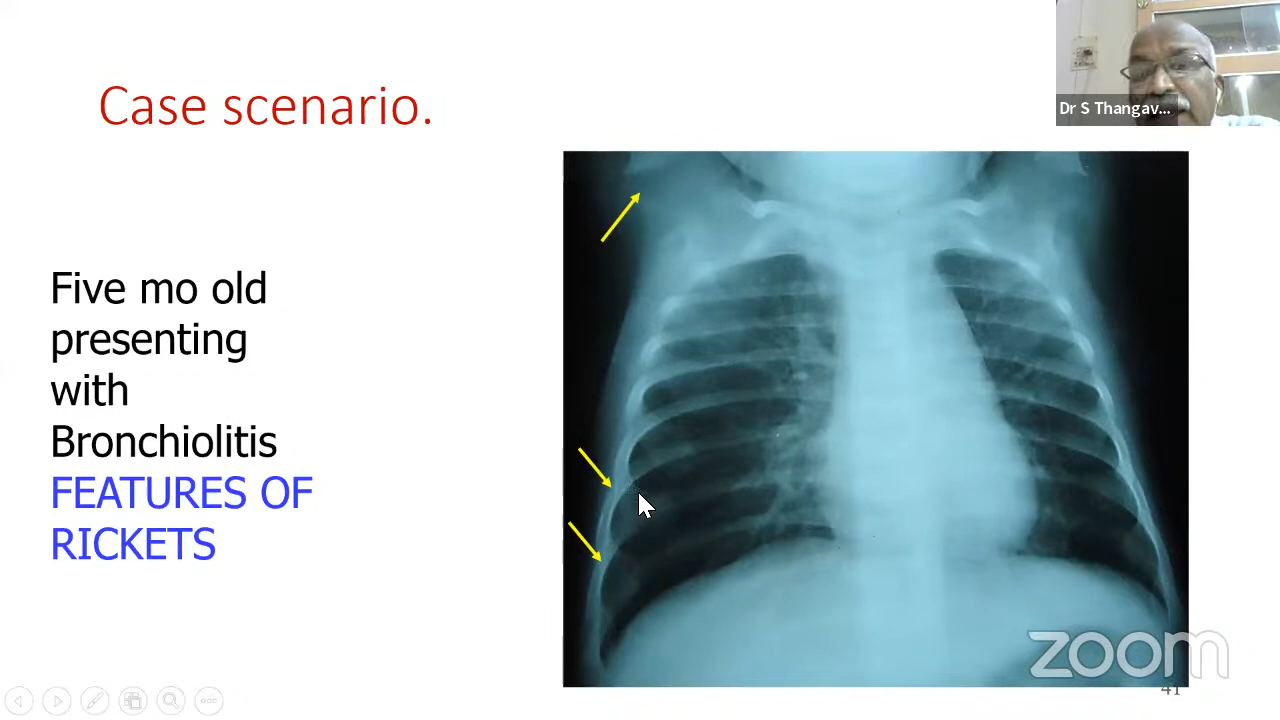 Case scenario.
Dr S Thangav...
Five mo old
presenting
with
Bronchiolitis
FEATURES OF
RICKETS
zoom
41